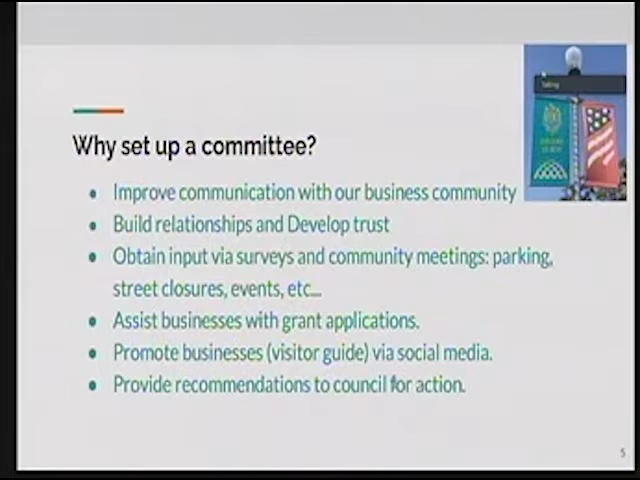 Why set up a committee?
● Improve communication with our business community
● Build relationships and Develop trust
● Obtain input via surveys and community meetings: parking,
street closures, events, etc...
● Assist businesses with grant applications.
● Promote businesses (visitor guide) via social media.
● Provide recommendations to council for action.
5